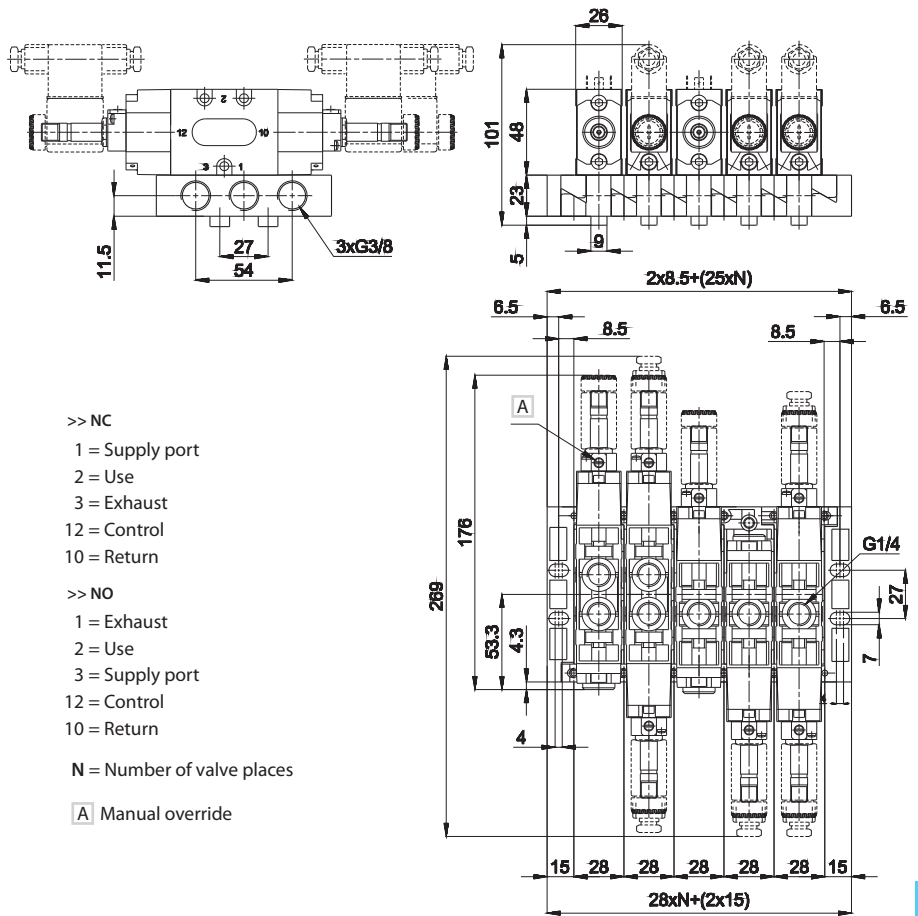 26
2
12
10
3
1
101
48
23
11.5
27
54
3xG3/8
5
9
2x8.5+(25xN)
6.5
6.5
8.5
8.5
A
>> NC
1 = Supply port
2 = Use
3 = Exhaust
12 = Control
10 = Return
>> NO
1 = Exhaust
2 = Use
3 = Supply port
12 = Control
10 = Return
N = Number of valve places
A Manual override
176
269
53.3
4.3
4
G1/4
27
7
15 28 28 28 28 28 15
28xN+(2x15)